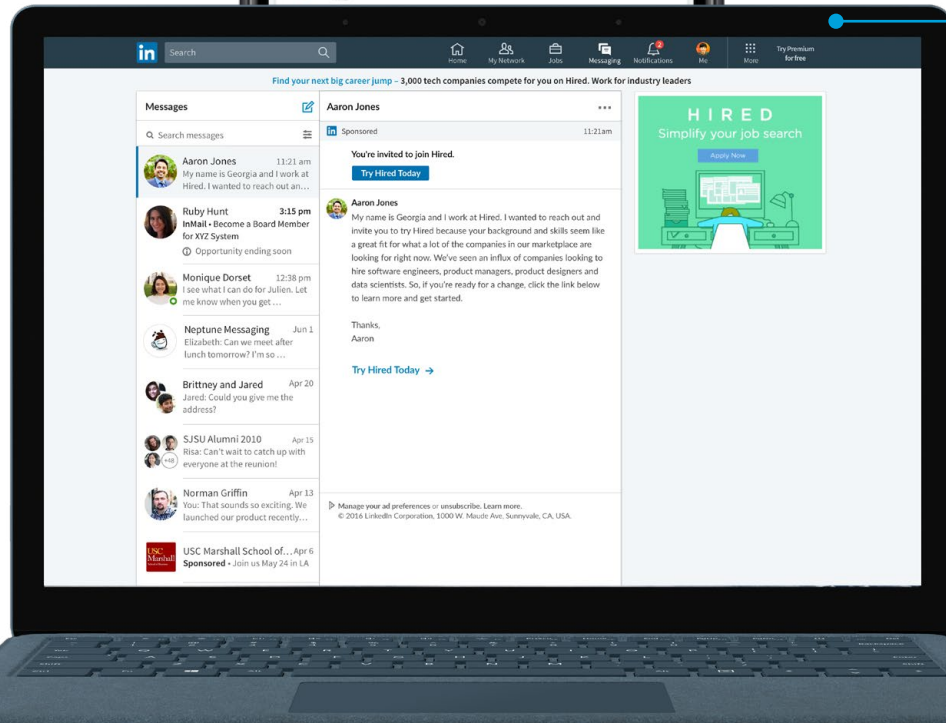 in
Search
Home
My Network
Jobs
Messaging
2
Notifications
Me
More
Try Premium
for free
Find your next big career jump – 3,000 tech companies compete for you on Hired. Work for industry leaders
Messages
Search messages
Aaron Jones 11:21 am
My name is Georgia and I work at
Hired. I wanted to reach out an...
Ruby Hunt 3:15 pm
InMail • Become a Board Member
for XYZ System
Opportunity ending soon
Monique Dorset 12:38 pm
I see what I can do for Julien. Let
me know when you get ...
Neptune Messaging Jun 1
Elizabeth: Can we meet after
lunch tomorrow? I'm so ...
Brittney and Jared Apr 20
Jared: Could you give me the
address?
SJSU Alumni 2010 Apr 15
+48
Risa: Can't wait to catch up with
everyone at the reunion!
Norman Griffin Apr 13
You: That sounds so exciting. We
launched our product recently...
USC
Marshall
USC Marshall School of... Apr 6
Sponsored • Join us May 24 in LA
Aaron Jones
in Sponsored 11:21am
You're invited to join Hired.
Try Hired Today
Aaron Jones
My name is Georgia and I work at Hired. I wanted to reach out and
invite you to try Hired because your background and skills seem like
a great fit for what a lot of the companies in our marketplace are
looking for right now. We've seen an influx of companies looking to
hire software engineers, product managers, product designers and
data scientists. So, if you're ready for a change, click the link below
to learn more and get started.
Thanks,
Aaron
Try Hired Today →
Manage your ad preferences or unsubscribe. Learn more.
© 2016 LinkedIn Corporation, 1000 W. Maude Ave, Sunnyvale, CA, USA.
HIRED
Simplify your job search
Apply Now